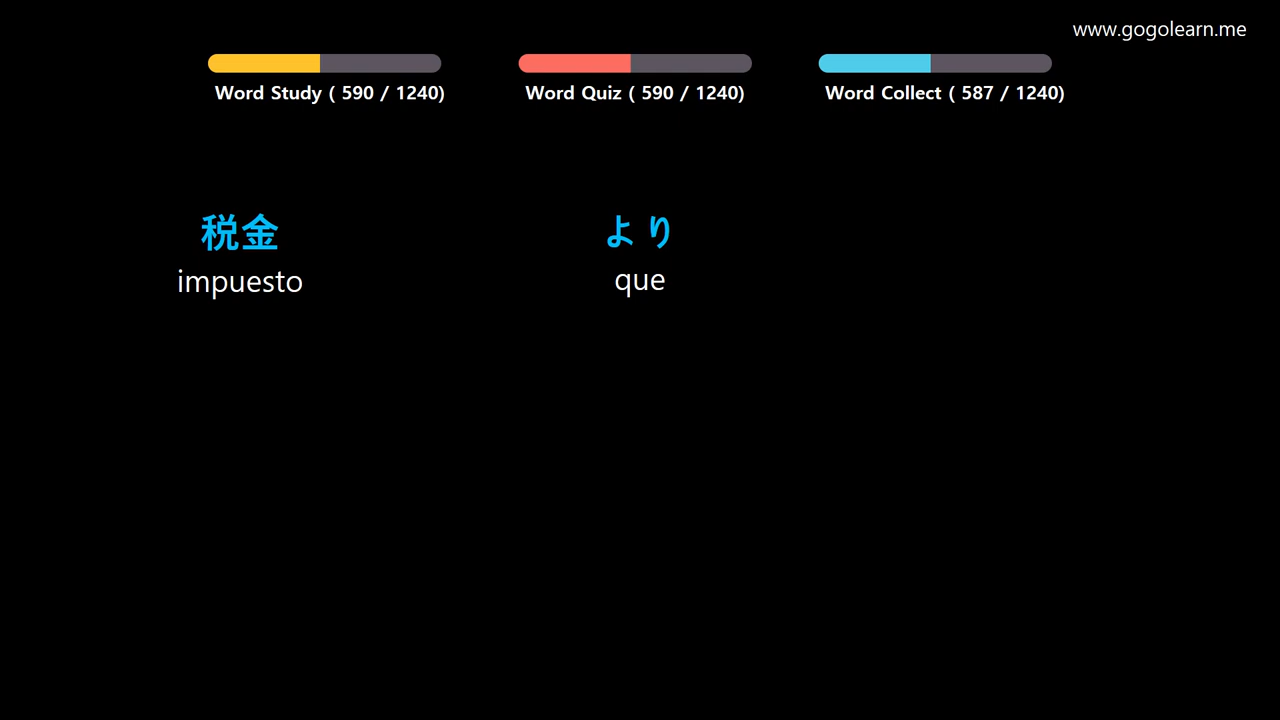 www.gogolearn.me
Word Study ( 590 / 1240)
Word Quiz ( 590 / 1240)
Word Collect ( 587 / 1240)
税金
impuesto
より
que